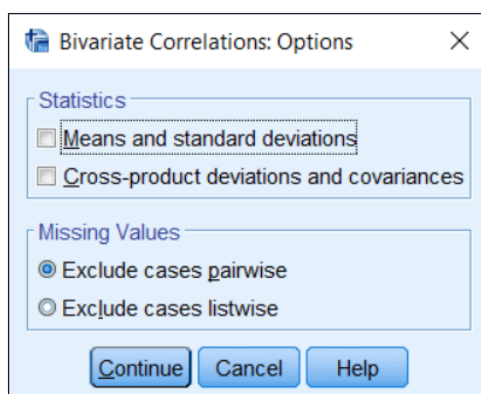 Bivariate Correlations: Options
Statistics
Means and standard deviations
Cross-product deviations and covariances
Missing Values
Exclude cases pairwise
Exclude cases listwise
Continue Cancel Help